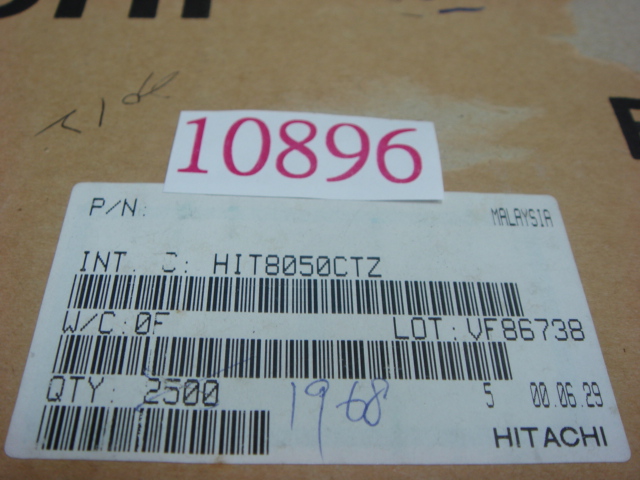 10896
P/N:
MALAYSIA
INT. C: HIT8050CTZ
W/C:0F LOT:VF86738
QTY: 2500 1968 5 00.06.29
HITACHI